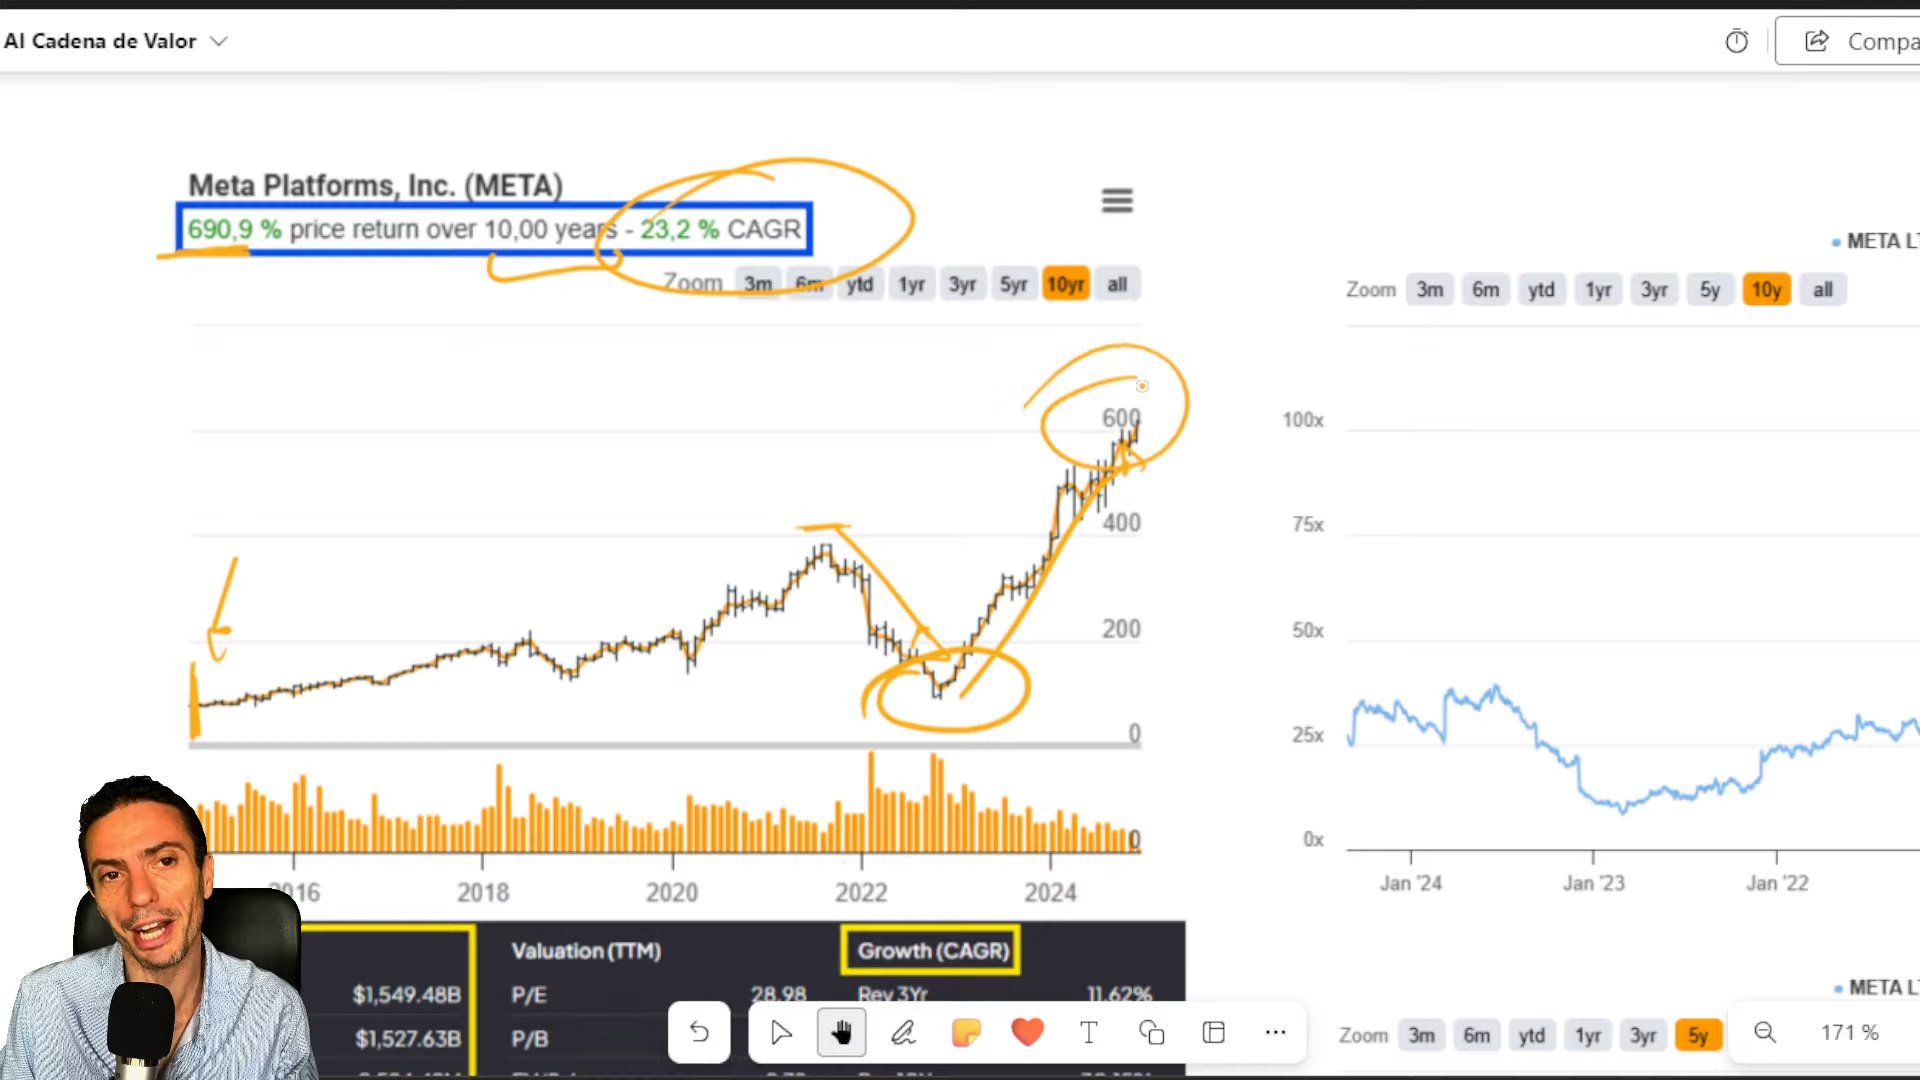 AI Cadena de Valor
Compa
Meta Platforms, Inc. (META)
690,9 % price return over 10,00 years - 23,2 % CAGR
Zoom 3m 6m ytd 1yr 3yr 5yr 10yr all
600
400
200
0
0
2016 2018 2020 2022 2024
META LT
Zoom 3m 6m ytd 1yr 3yr 5y 10y all
100x
75x
50x
25x
0x
Jan '24 Jan '23 Jan '22
Valuation (TTM) Growth (CAGR)
$1,549.48B P/E 28.98 Rev 3Yr 11.62%
$1,527.63B P/B
META LT
Zoom 3m 6m ytd 1yr 3yr 5y
171 %